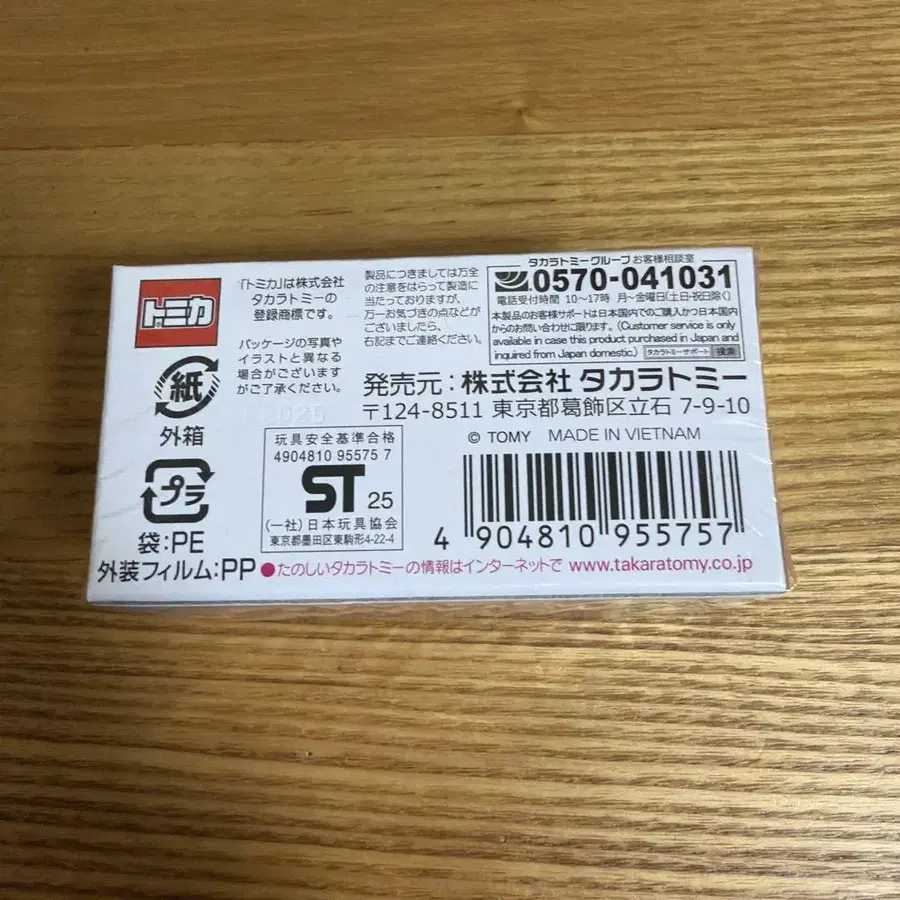 トミカ
「トミカ」は株式会社
タカラトミーの
登録商標です。
パッケージの写真や
イラストと異なる
場合がございます
がご了承ください。
製品につきましては万全
の注意をはらって製造に
当たっておりますが、
万一お気づきの点などが
ございましたら、
右記までご連絡ください。
タカラトミーグループ お客様相談室
0570-041031
電話受付時間 10〜17時 月〜金曜日(土日・祝日除く)
本製品のお客様サポートは日本国内でのご購入かつ日本国内
からのお問い合わせに限ります。(Customer service is only
available in case this product purchased in Japan and
inquired from Japan domestic.) タカラトミーサポート 検索
発売元:株式会社 タカラトミー
〒124-8511 東京都葛飾区立石 7-9-10
© TOMY MADE IN VIETNAM
紙
外箱
プラ
袋:PE
外装フィルム:PP
玩具安全基準合格
4904810 95575 7
ST 25
(一社)日本玩具協会
東京都墨田区東駒形4-22-4
4 904810 955757
●たのしいタカラトミーの情報はインターネットで www.takaratomy.co.jp